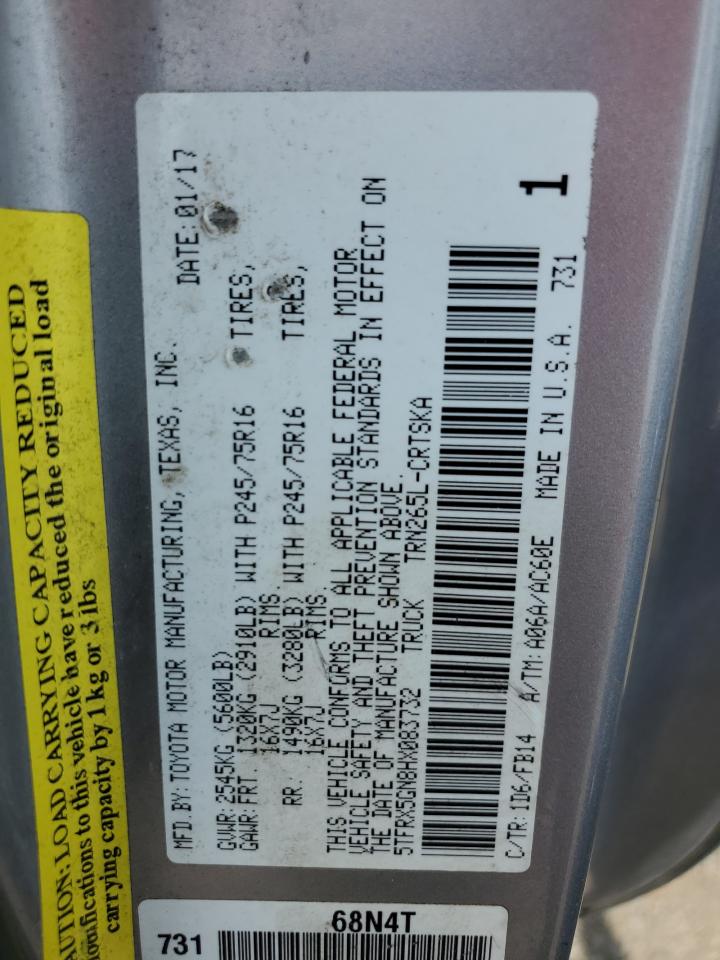 CAUTION: LOAD CARRYING CAPACITY REDUCED
Modifications to this vehicle have reduced the original load
carrying capacity by 1 kg or 3 lbs
MFD.BY: TOYOTA MOTOR MANUFACTURING, TEXAS, INC. DATE: 01/17
GVWR: 2545KG (5600LB)
GAWR: FRT. 1320KG (2910LB) WITH P245/75R16 TIRES,
16X7J RIMS,
RR. 1490KG (3280LB) WITH P245/75R16 TIRES,
16X7J RIMS.
THIS VEHICLE CONFORMS TO ALL APPLICABLE FEDERAL MOTOR
VEHICLE SAFETY AND THEFT PREVENTION STANDARDS IN EFFECT ON
THE DATE OF MANUFACTURE SHOWN ABOVE.
5TFRX5GN8HX083732 TRUCK TRN265L-CRTSKA
1
C/TR: 1D6/FB14 A/TM: A06A/AC60E MADE IN U.S.A. 731
68N4T
731